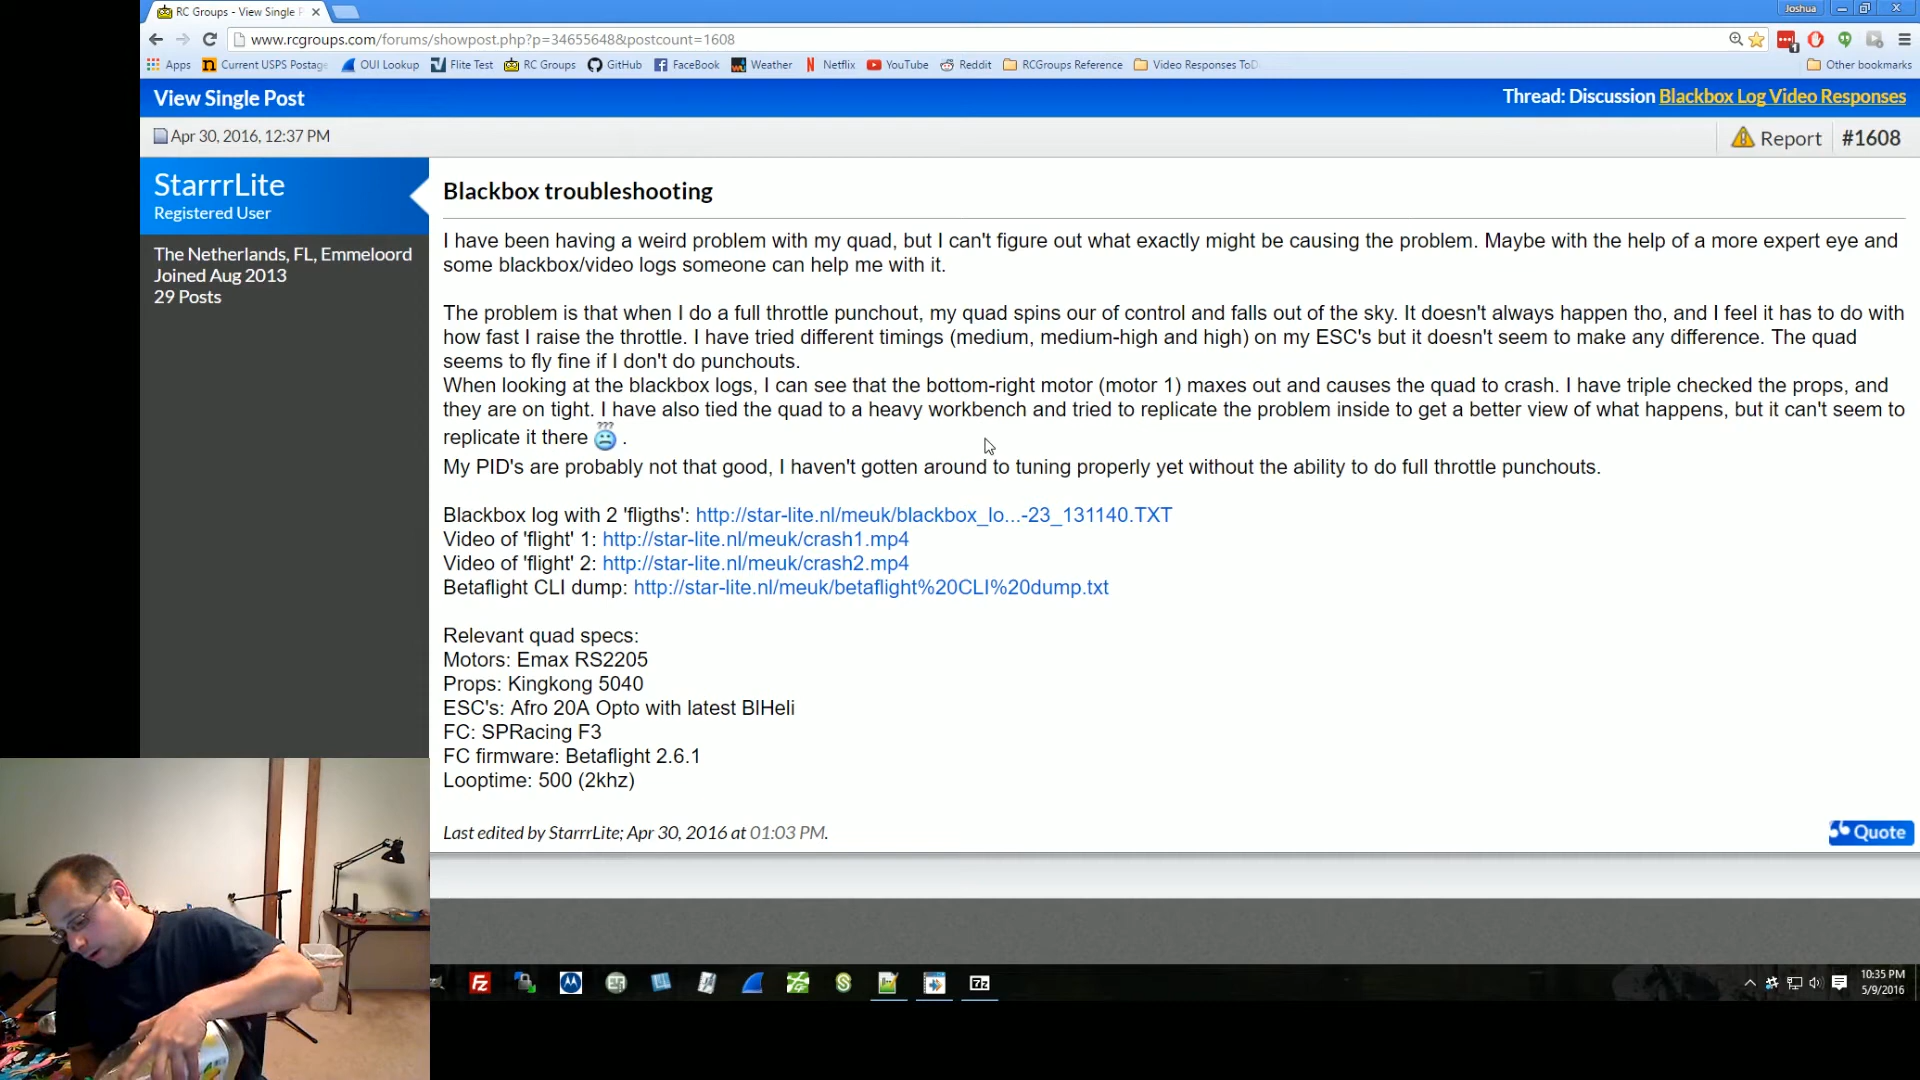 RC Groups - View Single P
Joshua
www.rcgroups.com/forums/showpost.php?p=34655648&postcount=1608
Apps Current USPS Postage OUI Lookup Flite Test RC Groups GitHub FaceBook Weather Netflix YouTube Reddit RCGroups Reference Video Responses ToD Other bookmarks
View Single Post
Thread: Discussion Blackbox Log Video Responses
Apr 30, 2016, 12:37 PM
Report #1608
StarrrLite
Registered User
The Netherlands, FL, Emmeloord
Joined Aug 2013
29 Posts
Blackbox troubleshooting
I have been having a weird problem with my quad, but I can't figure out what exactly might be causing the problem. Maybe with the help of a more expert eye and
some blackbox/video logs someone can help me with it.
The problem is that when I do a full throttle punchout, my quad spins our of control and falls out of the sky. It doesn't always happen tho, and I feel it has to do with
how fast I raise the throttle. I have tried different timings (medium, medium-high and high) on my ESC's but it doesn't seem to make any difference. The quad
seems to fly fine if I don't do punchouts.
When looking at the blackbox logs, I can see that the bottom-right motor (motor 1) maxes out and causes the quad to crash. I have triple checked the props, and
they are on tight. I have also tied the quad to a heavy workbench and tried to replicate the problem inside to get a better view of what happens, but it can't seem to
replicate it there ??? .
My PID's are probably not that good, I haven't gotten around to tuning properly yet without the ability to do full throttle punchouts.
Blackbox log with 2 'fligths': http://star-lite.nl/meuk/blackbox_lo...-23_131140.TXT
Video of 'flight' 1: http://star-lite.nl/meuk/crash1.mp4
Video of 'flight' 2: http://star-lite.nl/meuk/crash2.mp4
Betaflight CLI dump: http://star-lite.nl/meuk/betaflight%20CLI%20dump.txt
Relevant quad specs:
Motors: Emax RS2205
Props: Kingkong 5040
ESC's: Afro 20A Opto with latest BlHeli
FC: SPRacing F3
FC firmware: Betaflight 2.6.1
Looptime: 500 (2khz)
Last edited by StarrrLite; Apr 30, 2016 at 01:03 PM.
Quote
Fz
7z
10:35 PM
5/9/2016